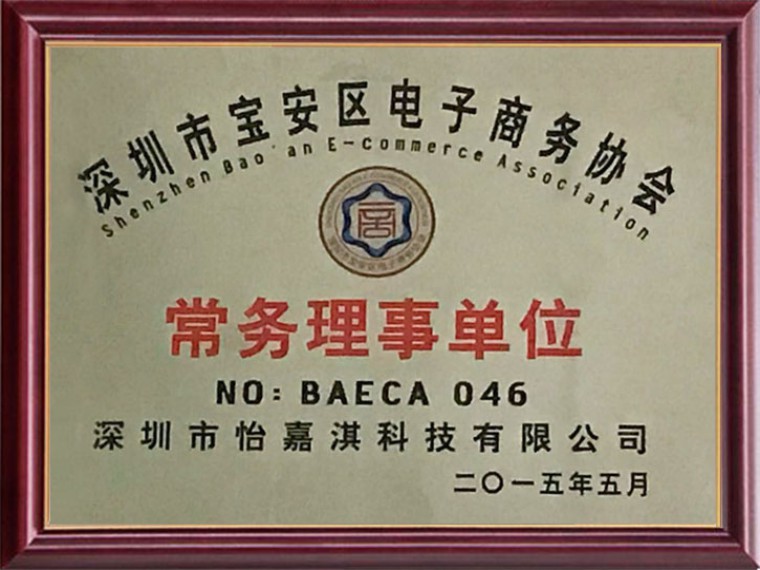 深圳市宝安区电子商务协会
Shenzhen Bao'an E-commerce Association
常务理事单位
NO: BAECA 046
深圳市怡嘉淇科技有限公司
二〇一五年五月